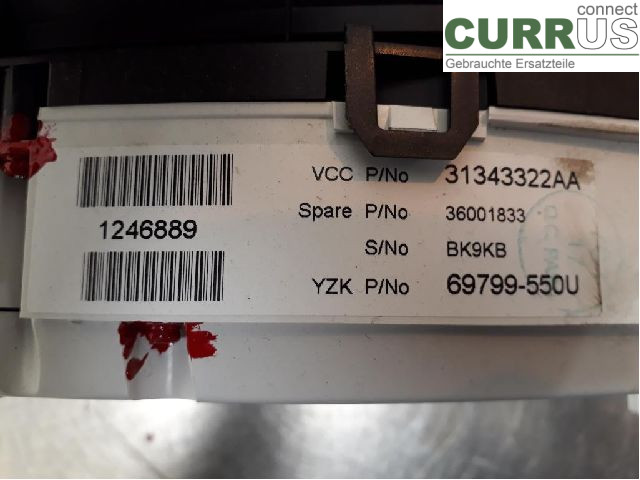 connect
CURRUS
Gebrauchte Ersatzteile
VCC P/No 31343322AA
Spare P/No 36001833
1246889
S/No BK9KB
YZK P/No 69799-550U